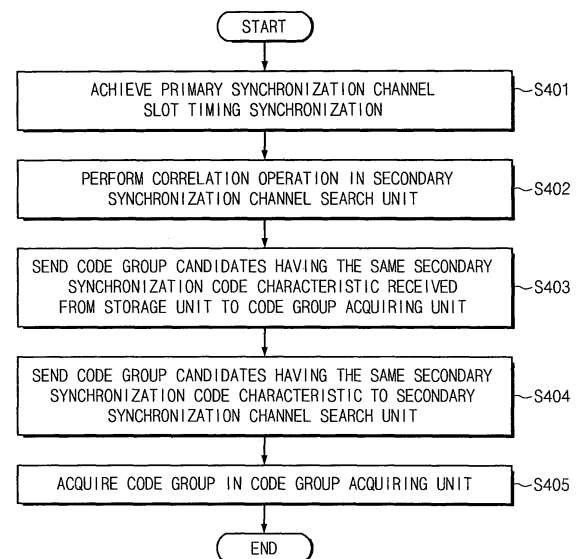 START
ACHIEVE PRIMARY SYNCHRONIZATION CHANNEL
SLOT TIMING SYNCHRONIZATION
S401
PERFORM CORRELATION OPERATION IN SECONDARY
SYNCHRONIZATION CHANNEL SEARCH UNIT
S402
SEND CODE GROUP CANDIDATES HAVING THE SAME SECONDARY
SYNCHRONIZATION CODE CHARACTERISTIC RECEIVED
FROM STORAGE UNIT TO CODE GROUP ACQUIRING UNIT
S403
SEND CODE GROUP CANDIDATES HAVING THE SAME SECONDARY
SYNCHRONIZATION CODE CHARACTERISTIC TO SECONDARY
SYNCHRONIZATION CHANNEL SEARCH UNIT
S404
ACQUIRE CODE GROUP IN CODE GROUP ACQUIRING UNIT
S405
END